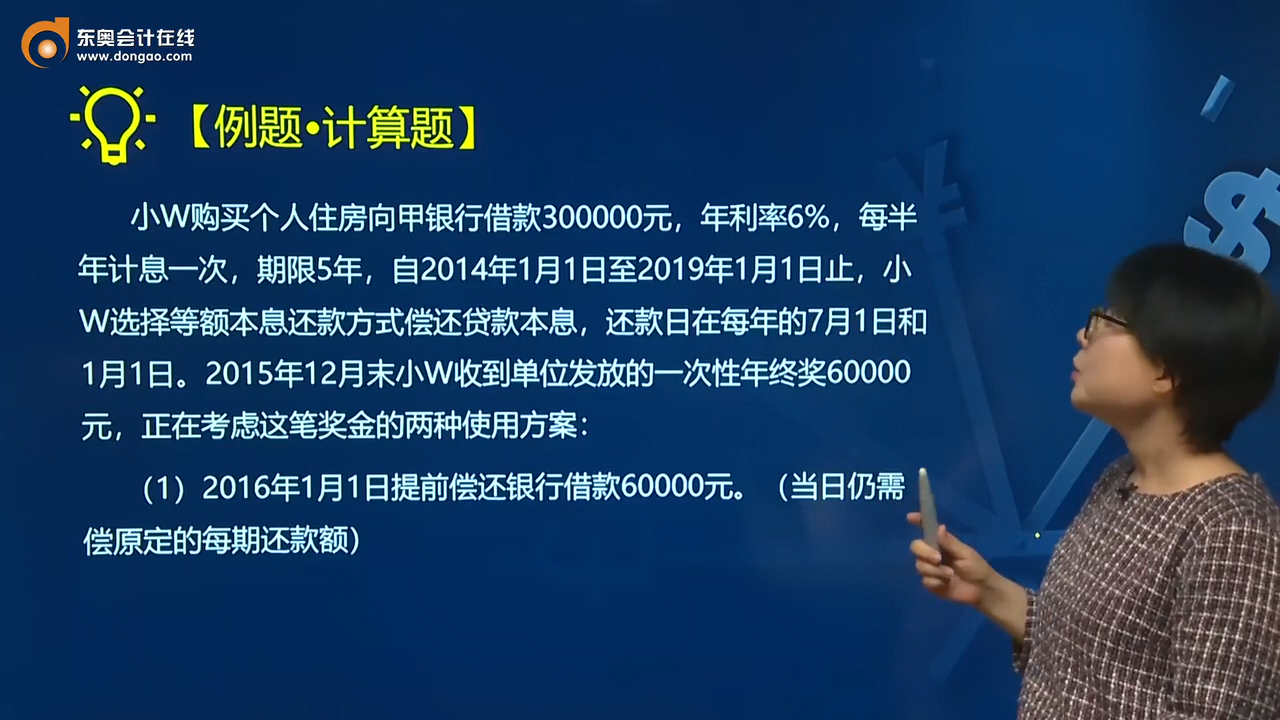 东奥会计在线
www.dongao.com
【例题•计算题】
小W购买个人住房向甲银行借款300000元，年利率6%，每半
年计息一次，期限5年，自2014年1月1日至2019年1月1日止，小
W选择等额本息还款方式偿还贷款本息，还款日在每年的7月1日和
1月1日。2015年12月末小W收到单位发放的一次性年终奖60000
元，正在考虑这笔奖金的两种使用方案：
（1）2016年1月1日提前偿还银行借款60000元。（当日仍需
偿原定的每期还款额）